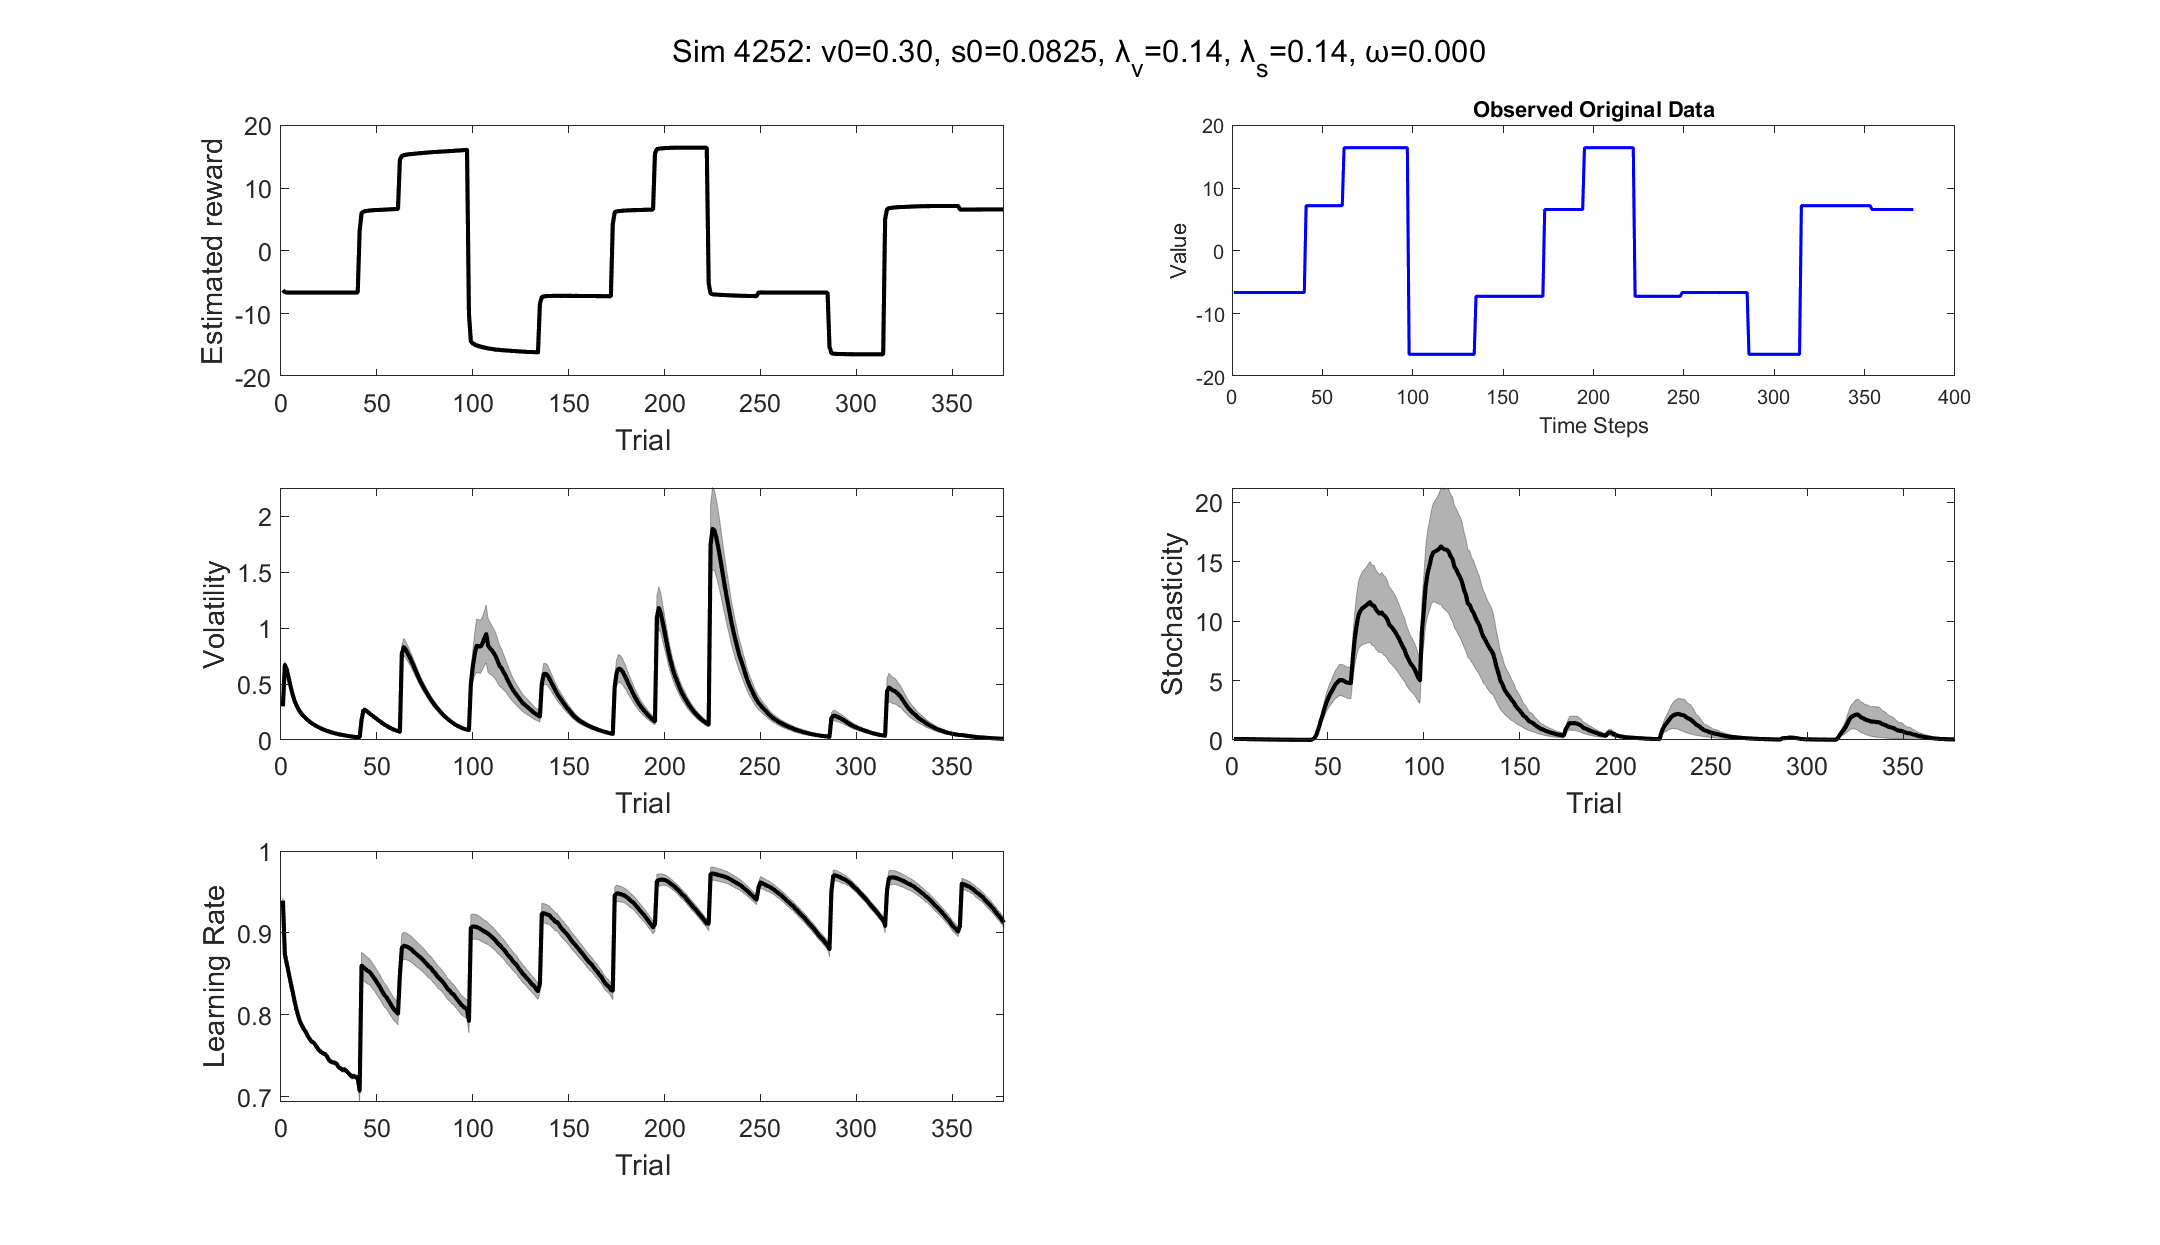 Sim 4252: v0=0.30, s0=0.0825, λv=0.14, λs=0.14, ω=0.000
20
10
0
-10
-20
Estimated reward
0 50 100 150 200 250 300 350
Trial
Observed Original Data
20
10
0
-10
-20
Value
0 50 100 150 200 250 300 350 400
Time Steps
2
1.5
1
0.5
0
Volatility
0 50 100 150 200 250 300 350
Trial
20
15
10
5
0
Stochasticity
0 50 100 150 200 250 300 350
Trial
1
0.9
0.8
0.7
Learning Rate
0 50 100 150 200 250 300 350
Trial